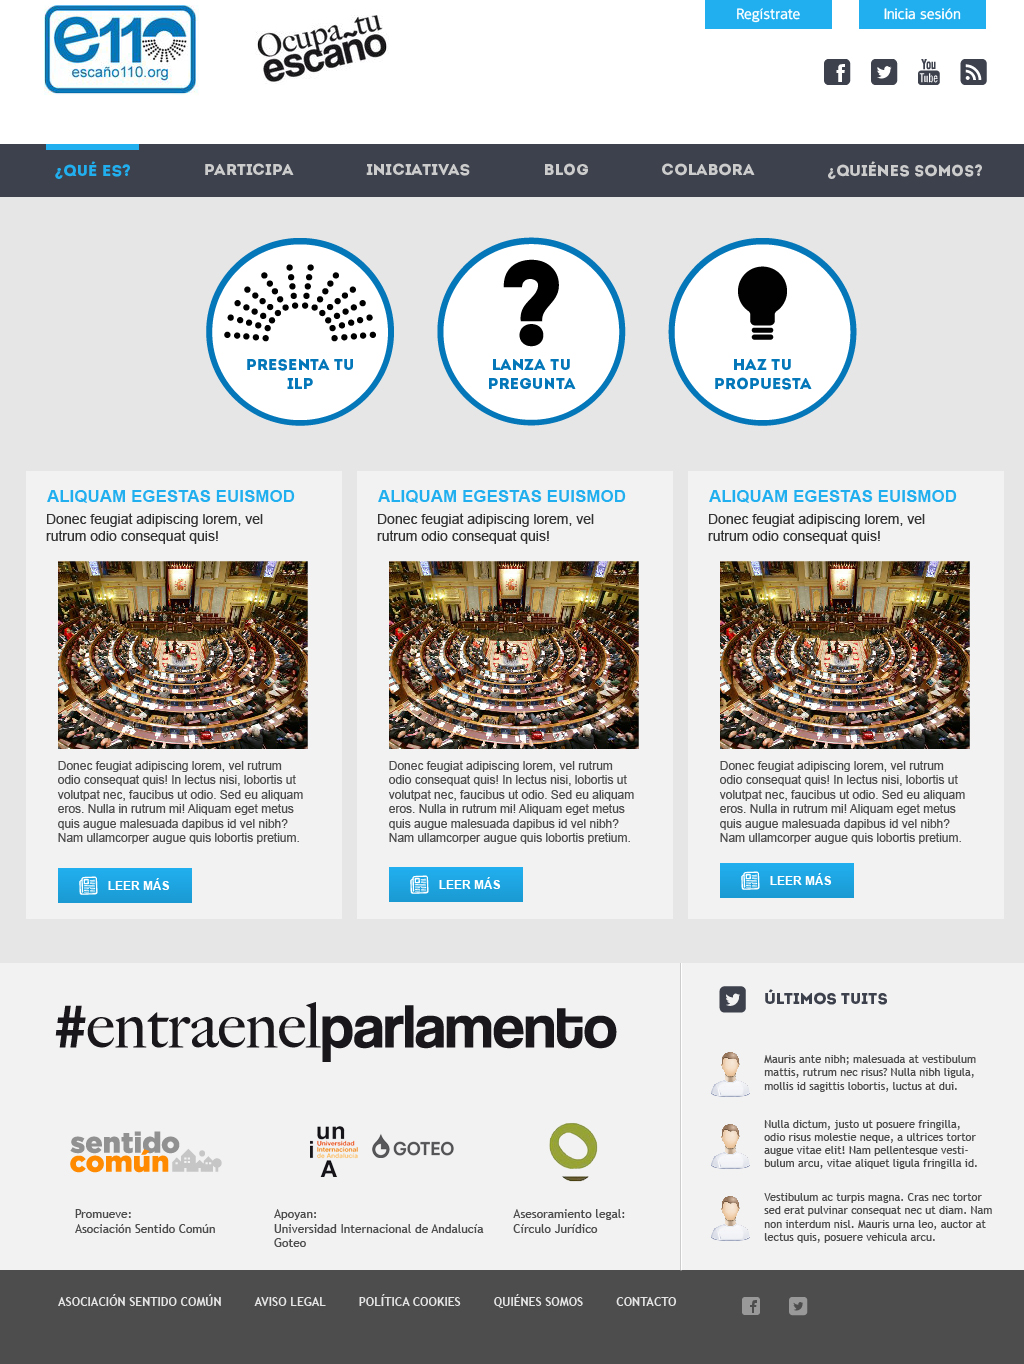 e110
escaño110.org
Ocupa tu
escaño
Regístrate
Inicia sesión
You
Tube
¿QUÉ ES?
PARTICIPA
INICIATIVAS
BLOG
COLABORA
¿QUIÉNES SOMOS?
PRESENTA TU
ILP
LANZA TU
PREGUNTA
HAZ TU
PROPUESTA
ALIQUAM EGESTAS EUISMOD
Donec feugiat adipiscing lorem, vel
rutrum odio consequat quis!
Donec feugiat adipiscing lorem, vel rutrum
odio consequat quis! In lectus nisi, lobortis ut
volutpat nec, faucibus ut odio. Sed eu aliquam
eros. Nulla in rutrum mi! Aliquam eget metus
quis augue malesuada dapibus id vel nibh?
Nam ullamcorper augue quis lobortis pretium.
LEER MÁS
ALIQUAM EGESTAS EUISMOD
Donec feugiat adipiscing lorem, vel
rutrum odio consequat quis!
Donec feugiat adipiscing lorem, vel rutrum
odio consequat quis! In lectus nisi, lobortis ut
volutpat nec, faucibus ut odio. Sed eu aliquam
eros. Nulla in rutrum mi! Aliquam eget metus
quis augue malesuada dapibus id vel nibh?
Nam ullamcorper augue quis lobortis pretium.
LEER MÁS
ALIQUAM EGESTAS EUISMOD
Donec feugiat adipiscing lorem, vel
rutrum odio consequat quis!
Donec feugiat adipiscing lorem, vel rutrum
odio consequat quis! In lectus nisi, lobortis ut
volutpat nec, faucibus ut odio. Sed eu aliquam
eros. Nulla in rutrum mi! Aliquam eget metus
quis augue malesuada dapibus id vel nibh?
Nam ullamcorper augue quis lobortis pretium.
LEER MÁS
#entraenelparlamento
sentido
común
un
i
A
Universidad
Internacional
de Andalucía
GOTEO
Promueve:
Asociación Sentido Común
Apoyan:
Universidad Internacional de Andalucía
Goteo
Asesoramiento legal:
Círculo Jurídico
ÚLTIMOS TUITS
Mauris ante nibh; malesuada at vestibulum
mattis, rutrum nec risus? Nulla nibh ligula,
mollis id sagittis lobortis, luctus at dui.
Nulla dictum, justo ut posuere fringilla,
odio risus molestie neque, a ultrices tortor
augue vitae elit! Nam pellentesque vesti-
bulum arcu, vitae aliquet ligula fringilla id.
Vestibulum ac turpis magna. Cras nec tortor
sed erat pulvinar consequat nec ut diam. Nam
non interdum nisl. Mauris urna leo, auctor at
lectus quis, posuere vehicula arcu.
ASOCIACIÓN SENTIDO COMÚN
AVISO LEGAL
POLÍTICA COOKIES
QUIÉNES SOMOS
CONTACTO